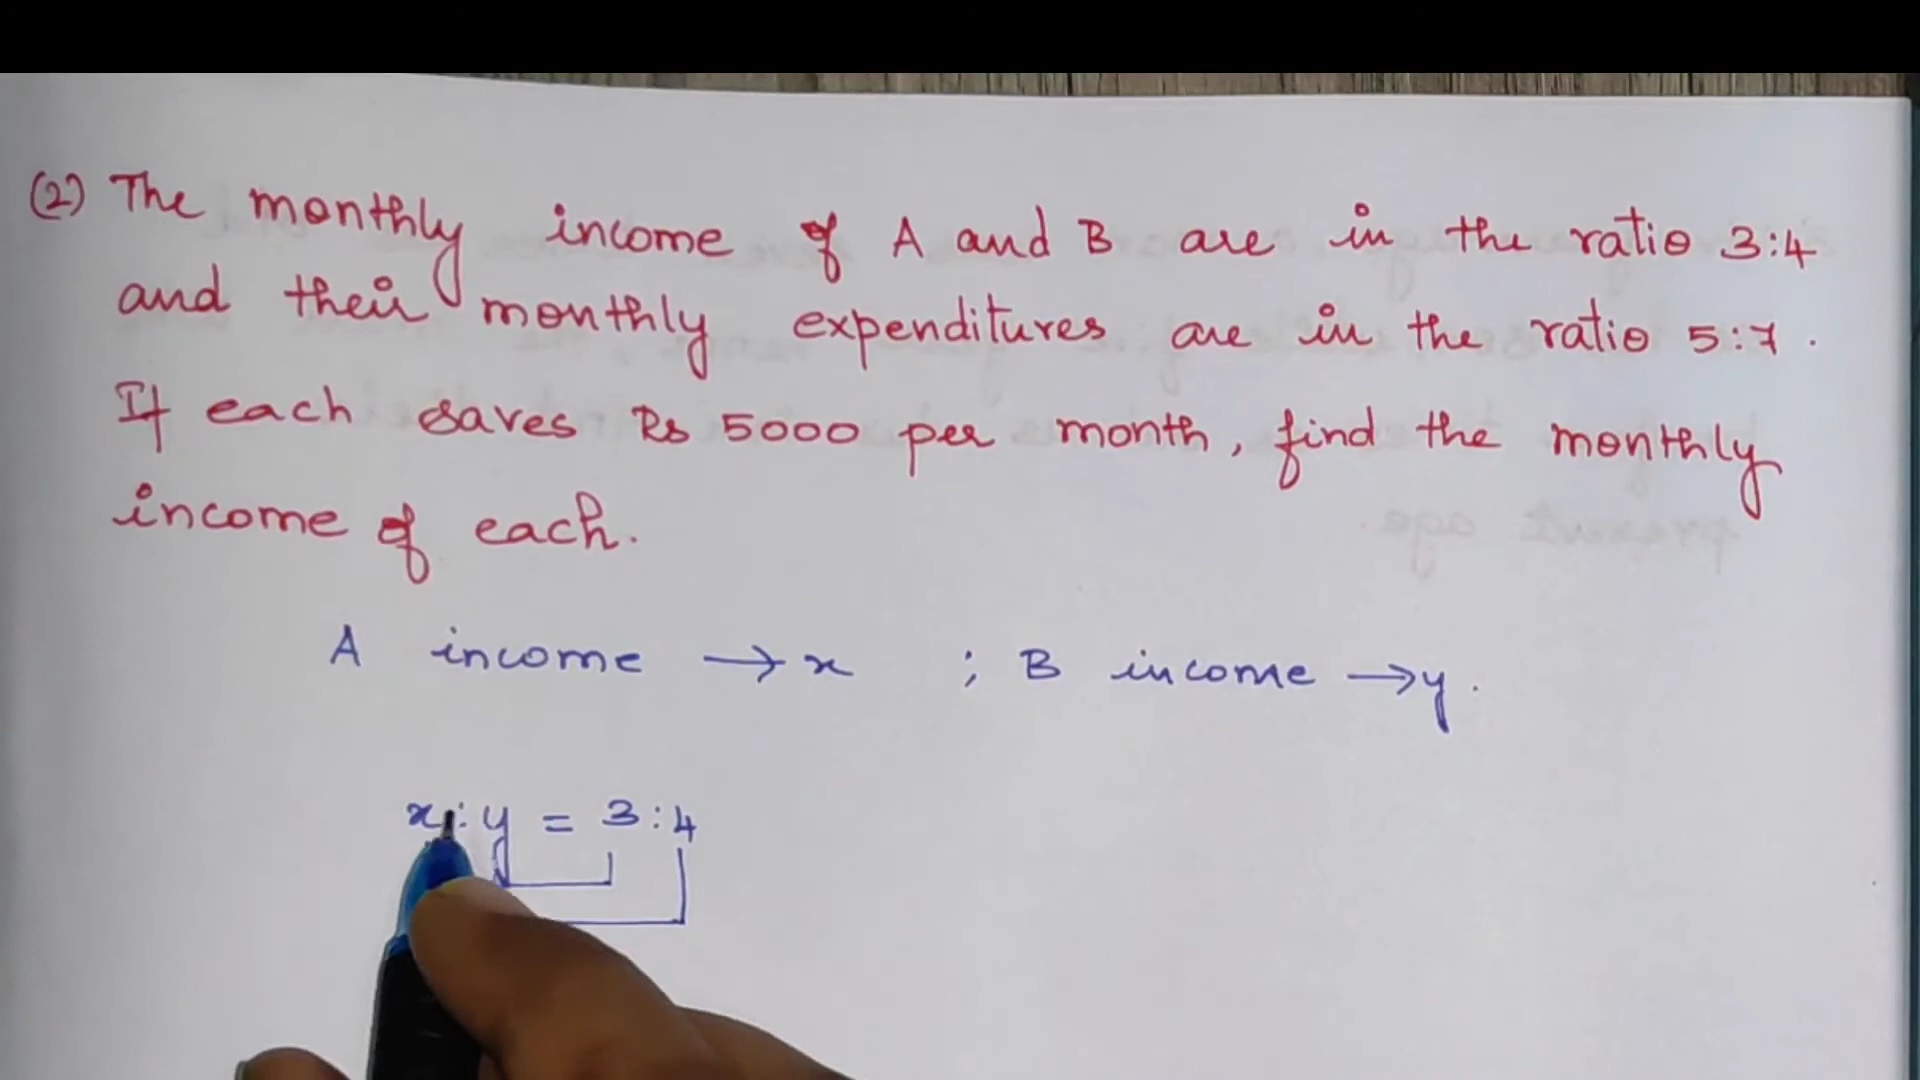 (2) The monthly income of A and B are in the ratio 3:4
and their monthly expenditures are in the ratio 5:7.
If each saves Rs 5000 per month, find the monthly
income of each.
A income → x ; B income → y.
x:y = 3:4